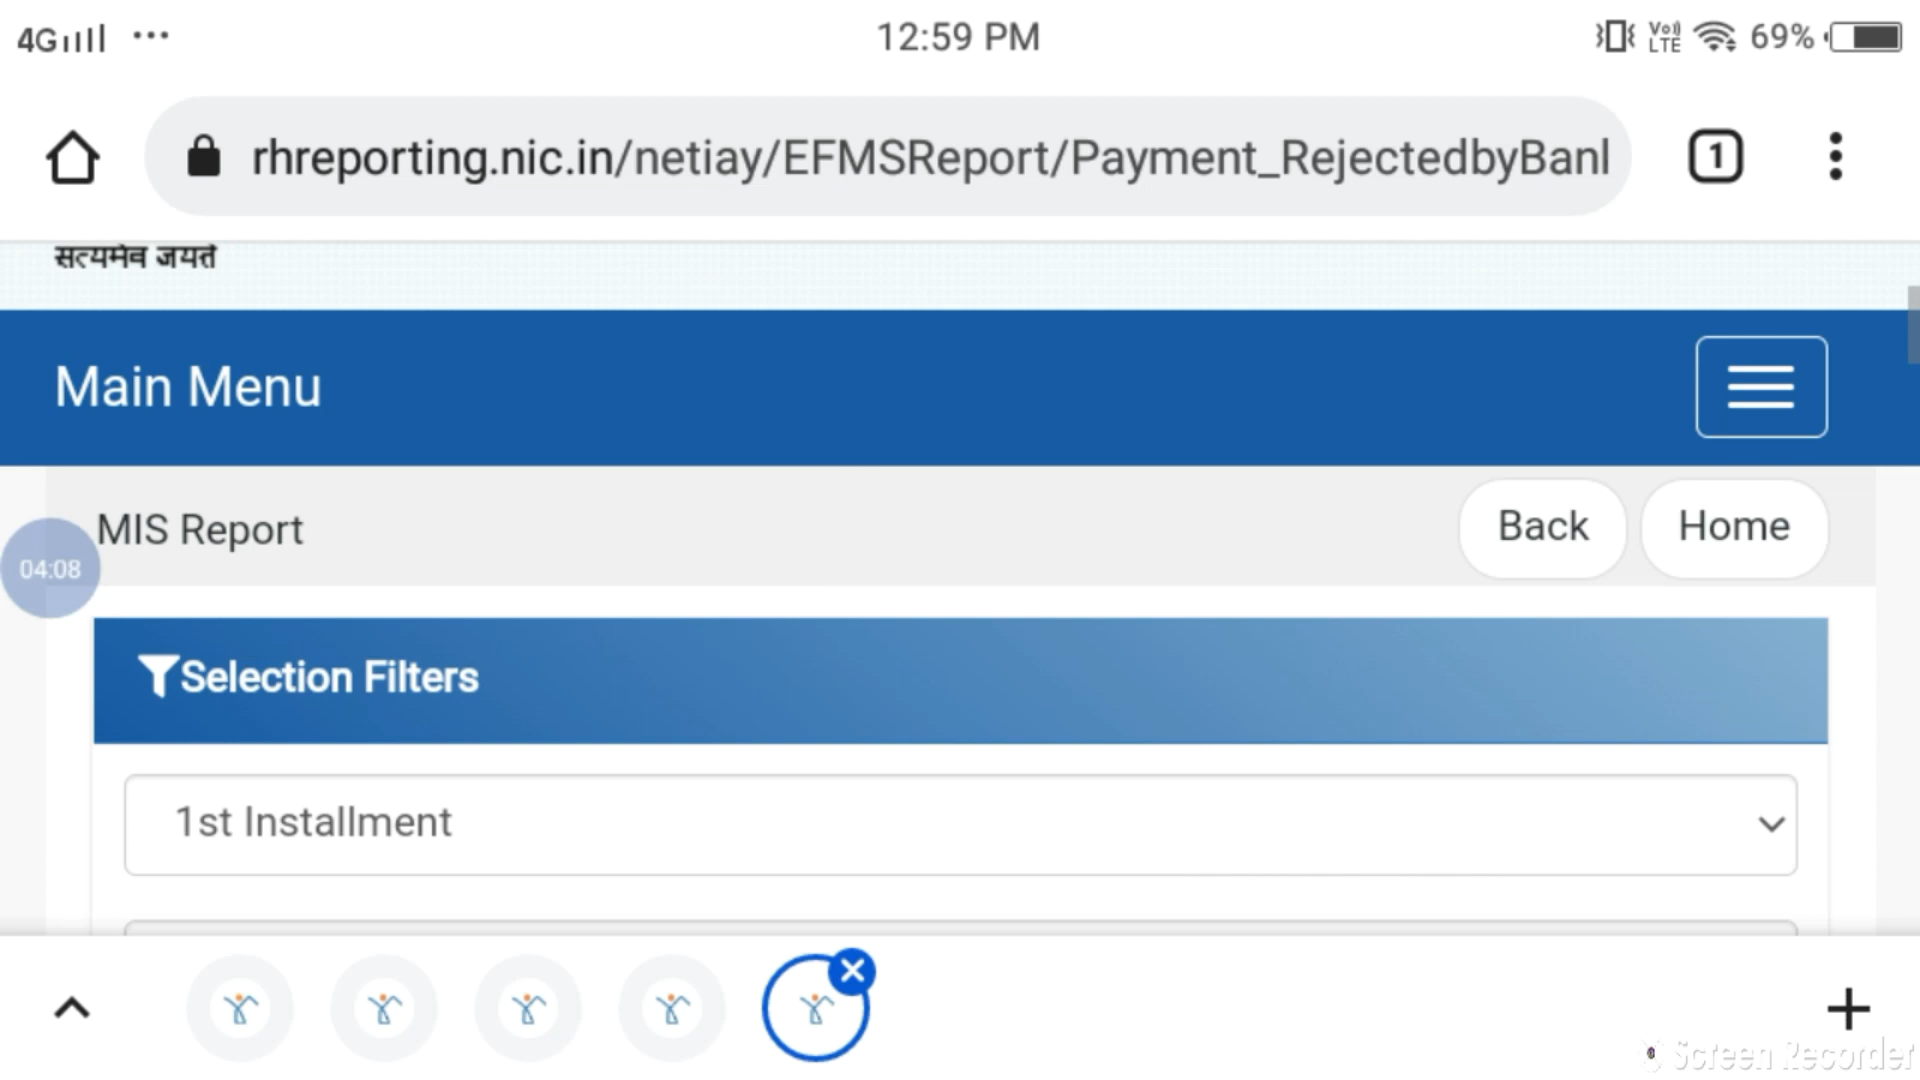 4G 12:59 PM Vo)) LTE 69%
rhreporting.nic.in/netiay/EFMSReport/Payment_RejectedbyBanl 1
सत्यमेव जयते
Main Menu
MIS Report Back Home
04:08
Selection Filters
1st Installment
Screen Recorder